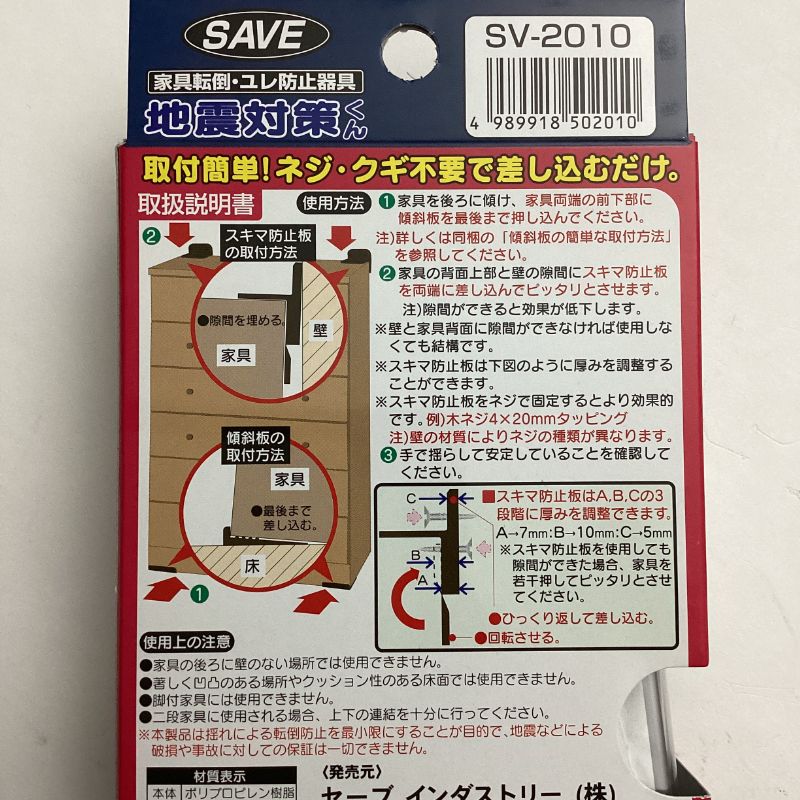 SAVE
SV-2010
家具転倒・ユレ防止器具
地震対策くん
4 989918 502010
取付簡単!ネジ・クギ不要で差し込むだけ。
取扱説明書
使用方法
❶家具を後ろに傾け、家具両端の前下部に
傾斜板を最後まで押し込んでください。
注)詳しくは同梱の「傾斜板の簡単な取付方法」
を参照してください。
❷家具の背面上部と壁の隙間にスキマ防止板
を両端に差し込んでピッタリとさせます。
注)隙間ができると効果が低下します。
※壁と家具背面に隙間ができなければ使用しな
くても結構です。
※スキマ防止板は下図のように厚みを調整する
ことができます。
※スキマ防止板をネジで固定するとより効果的
です。例)木ネジ4×20mmタッピング
注)壁の材質によりネジの種類が異なります。
❸手で揺らして安定していることを確認して
ください。
❷
スキマ防止板
の取付方法
●隙間を埋める。
壁
家具
傾斜板の
取付方法
家具
●最後まで
差し込む。
床
❶
C
B
A
■スキマ防止板はA,B,Cの3
段階に厚みを調整できます。
A→7mm:B→10mm:C→5mm
※スキマ防止板を使用しても
隙間ができた場合、家具を
若干押してピッタリとさせ
てください。
●ひっくり返して差し込む。
●回転させる。
使用上の注意
●家具の後ろに壁のない場所では使用できません。
●著しく凹凸のある場所やクッション性のある床面では使用できません。
●脚付家具には使用できません。
●二段家具に使用される場合、上下の連結を十分に行ってください。
※本製品は揺れによる転倒防止を最小限にすることが目的で、地震などによる
破損や事故に対しての保証は一切できません。
材質表示
本体 ポリプロピレン樹脂
〈発売元〉
セーブ インダストリー(株)